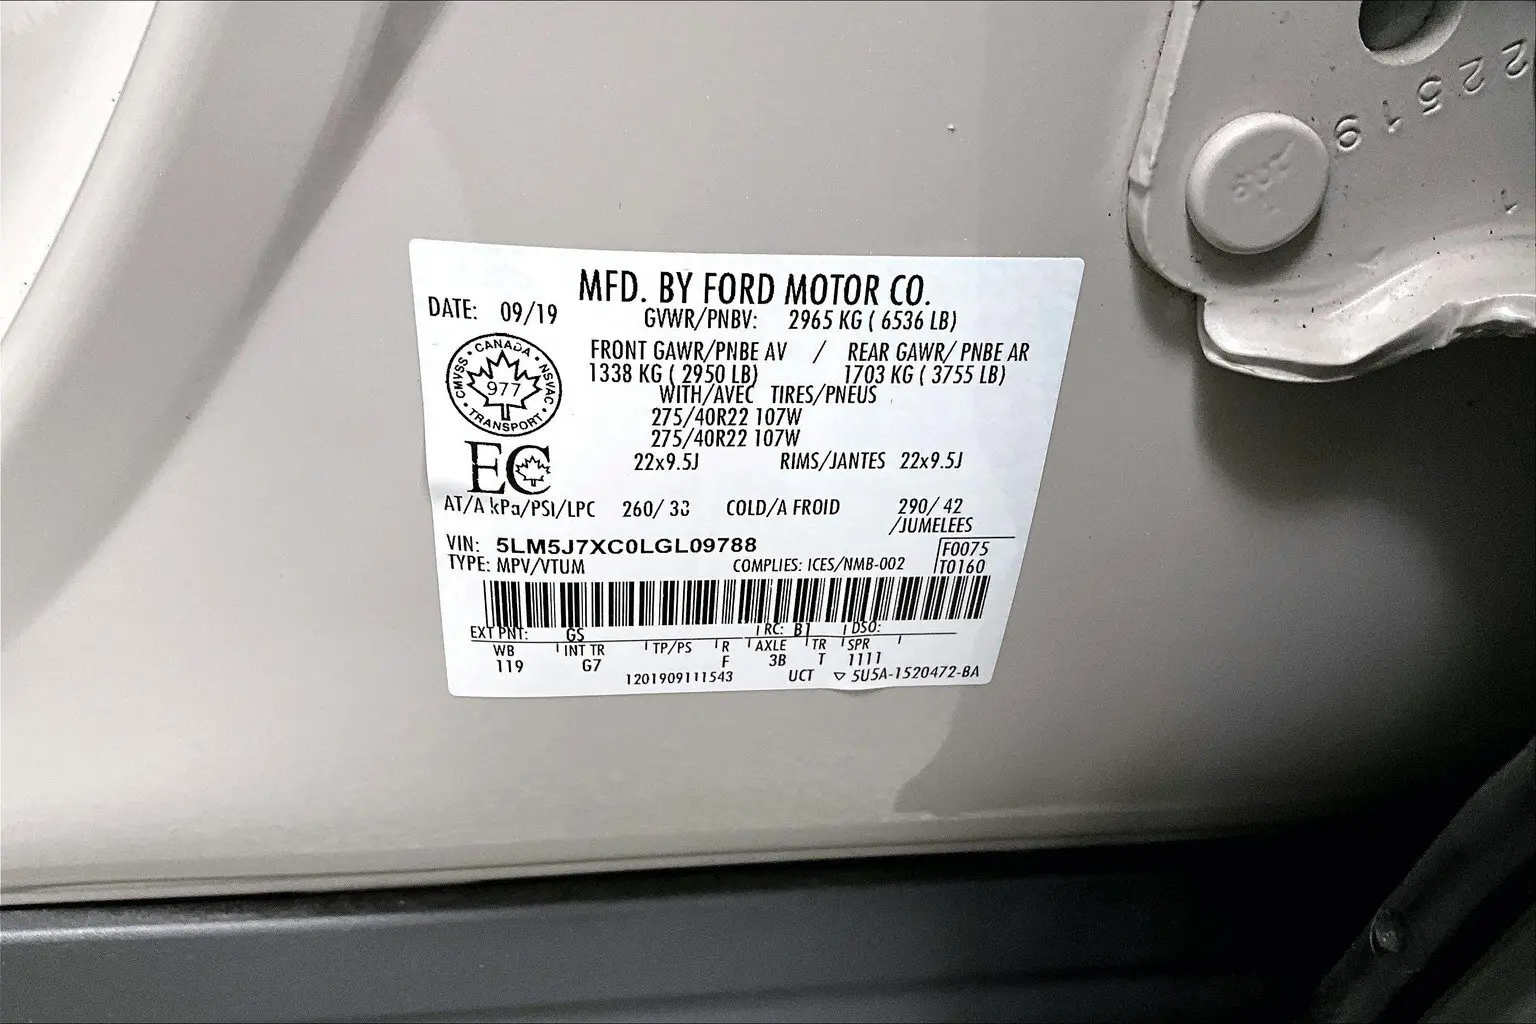 22519
MFD. BY FORD MOTOR CO.
DATE: 09/19
GVWR/PNBV: 2965 KG ( 6536 LB)
FRONT GAWR/PNBE AV / REAR GAWR/ PNBE AR
1338 KG ( 2950 LB) 1703 KG ( 3755 LB)
WITH/AVEC TIRES/PNEUS
275/40R22 107W
275/40R22 107W
22x9.5J RIMS/JANTES 22x9.5J
CANADA
CMVSS 977 NSVAC
TRANSPORT
EC
AT/A kPa/PSI/LPC 260/ COLD/A FROID 290/ 42
/JUMELEES
VIN: 5LM5J7XC0LGL09788
F0075
TYPE: MPV/VTUM COMPLIES: ICES/NMB-002 T0160
EXT PNT: GS RC: B1 DSO:
WB INT TR TP/PS R AXLE TR SPR
119 G7 F 3B T 1111
1201909111543 UCT ▽ 5U5A-1520472-BA